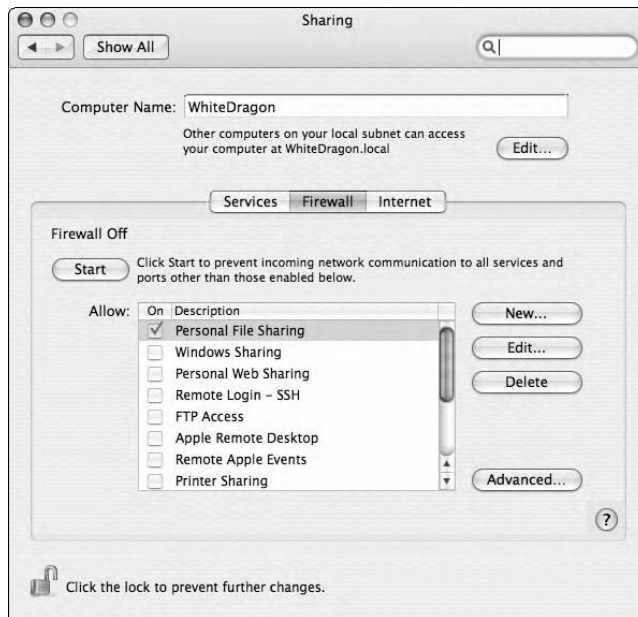 Sharing
Show All
Computer Name: WhiteDragon
Other computers on your local subnet can access
your computer at WhiteDragon.local
Edit...
Services Firewall Internet
Firewall Off
Start
Click Start to prevent incoming network communication to all services and
ports other than those enabled below.
Allow: On Description
Personal File Sharing
New...
Windows Sharing
Edit...
Personal Web Sharing
Delete
Remote Login - SSH
FTP Access
Apple Remote Desktop
Remote Apple Events
Printer Sharing
Advanced...
?
Click the lock to prevent further changes.